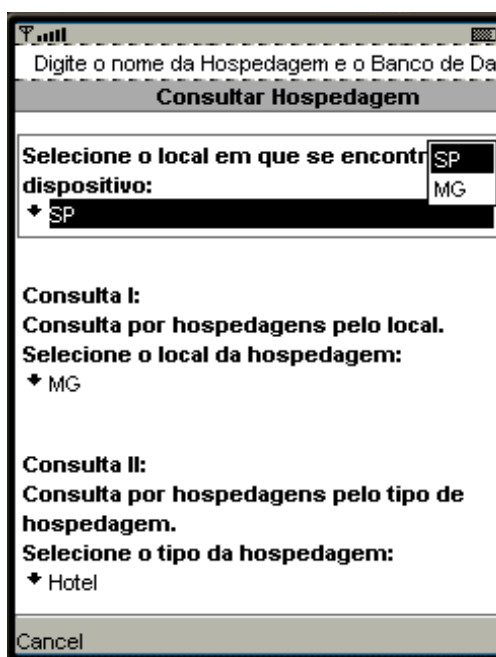 Digite o nome da Hospedagem e o Banco de Da
Consultar Hospedagem
Selecione o local em que se encontr
dispositivo:
SP
SP
MG
Consulta I:
Consulta por hospedagens pelo local.
Selecione o local da hospedagem:
MG
Consulta II:
Consulta por hospedagens pelo tipo de
hospedagem.
Selecione o tipo da hospedagem:
Hotel
Cancel